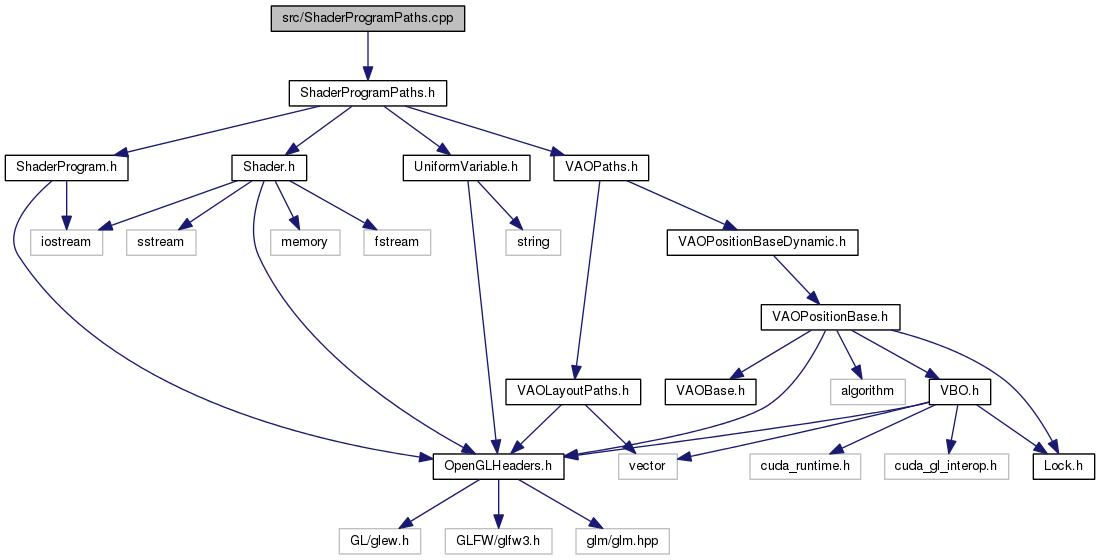 src/ShaderProgramPaths.cpp
ShaderProgramPaths.h
ShaderProgram.h
Shader.h
UniformVariable.h
VAOPaths.h
iostream
sstream
memory
fstream
string
VAOPositionBaseDynamic.h
VAOPositionBase.h
VAOLayoutPaths.h
VAOBase.h
algorithm
VBO.h
OpenGLHeaders.h
vector
cuda_runtime.h
cuda_gl_interop.h
Lock.h
GL/glew.h
GLFW/glfw3.h
glm/glm.hpp